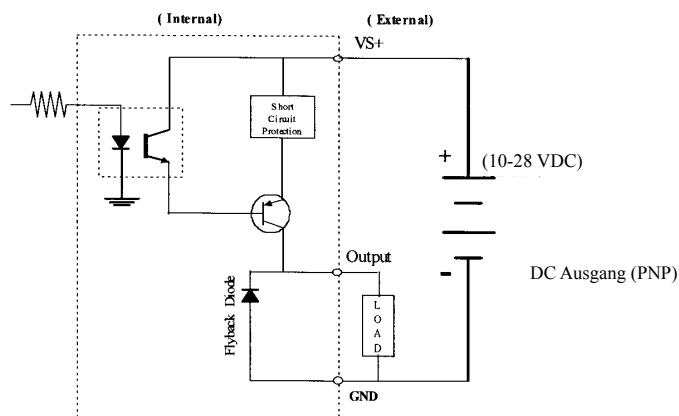 ( Internal)
( External)
VS+
Short
Circuit
Protection
+
(10-28 VDC)
Output
-
DC Ausgang (PNP)
Flyback Diode
L
O
A
D
GND